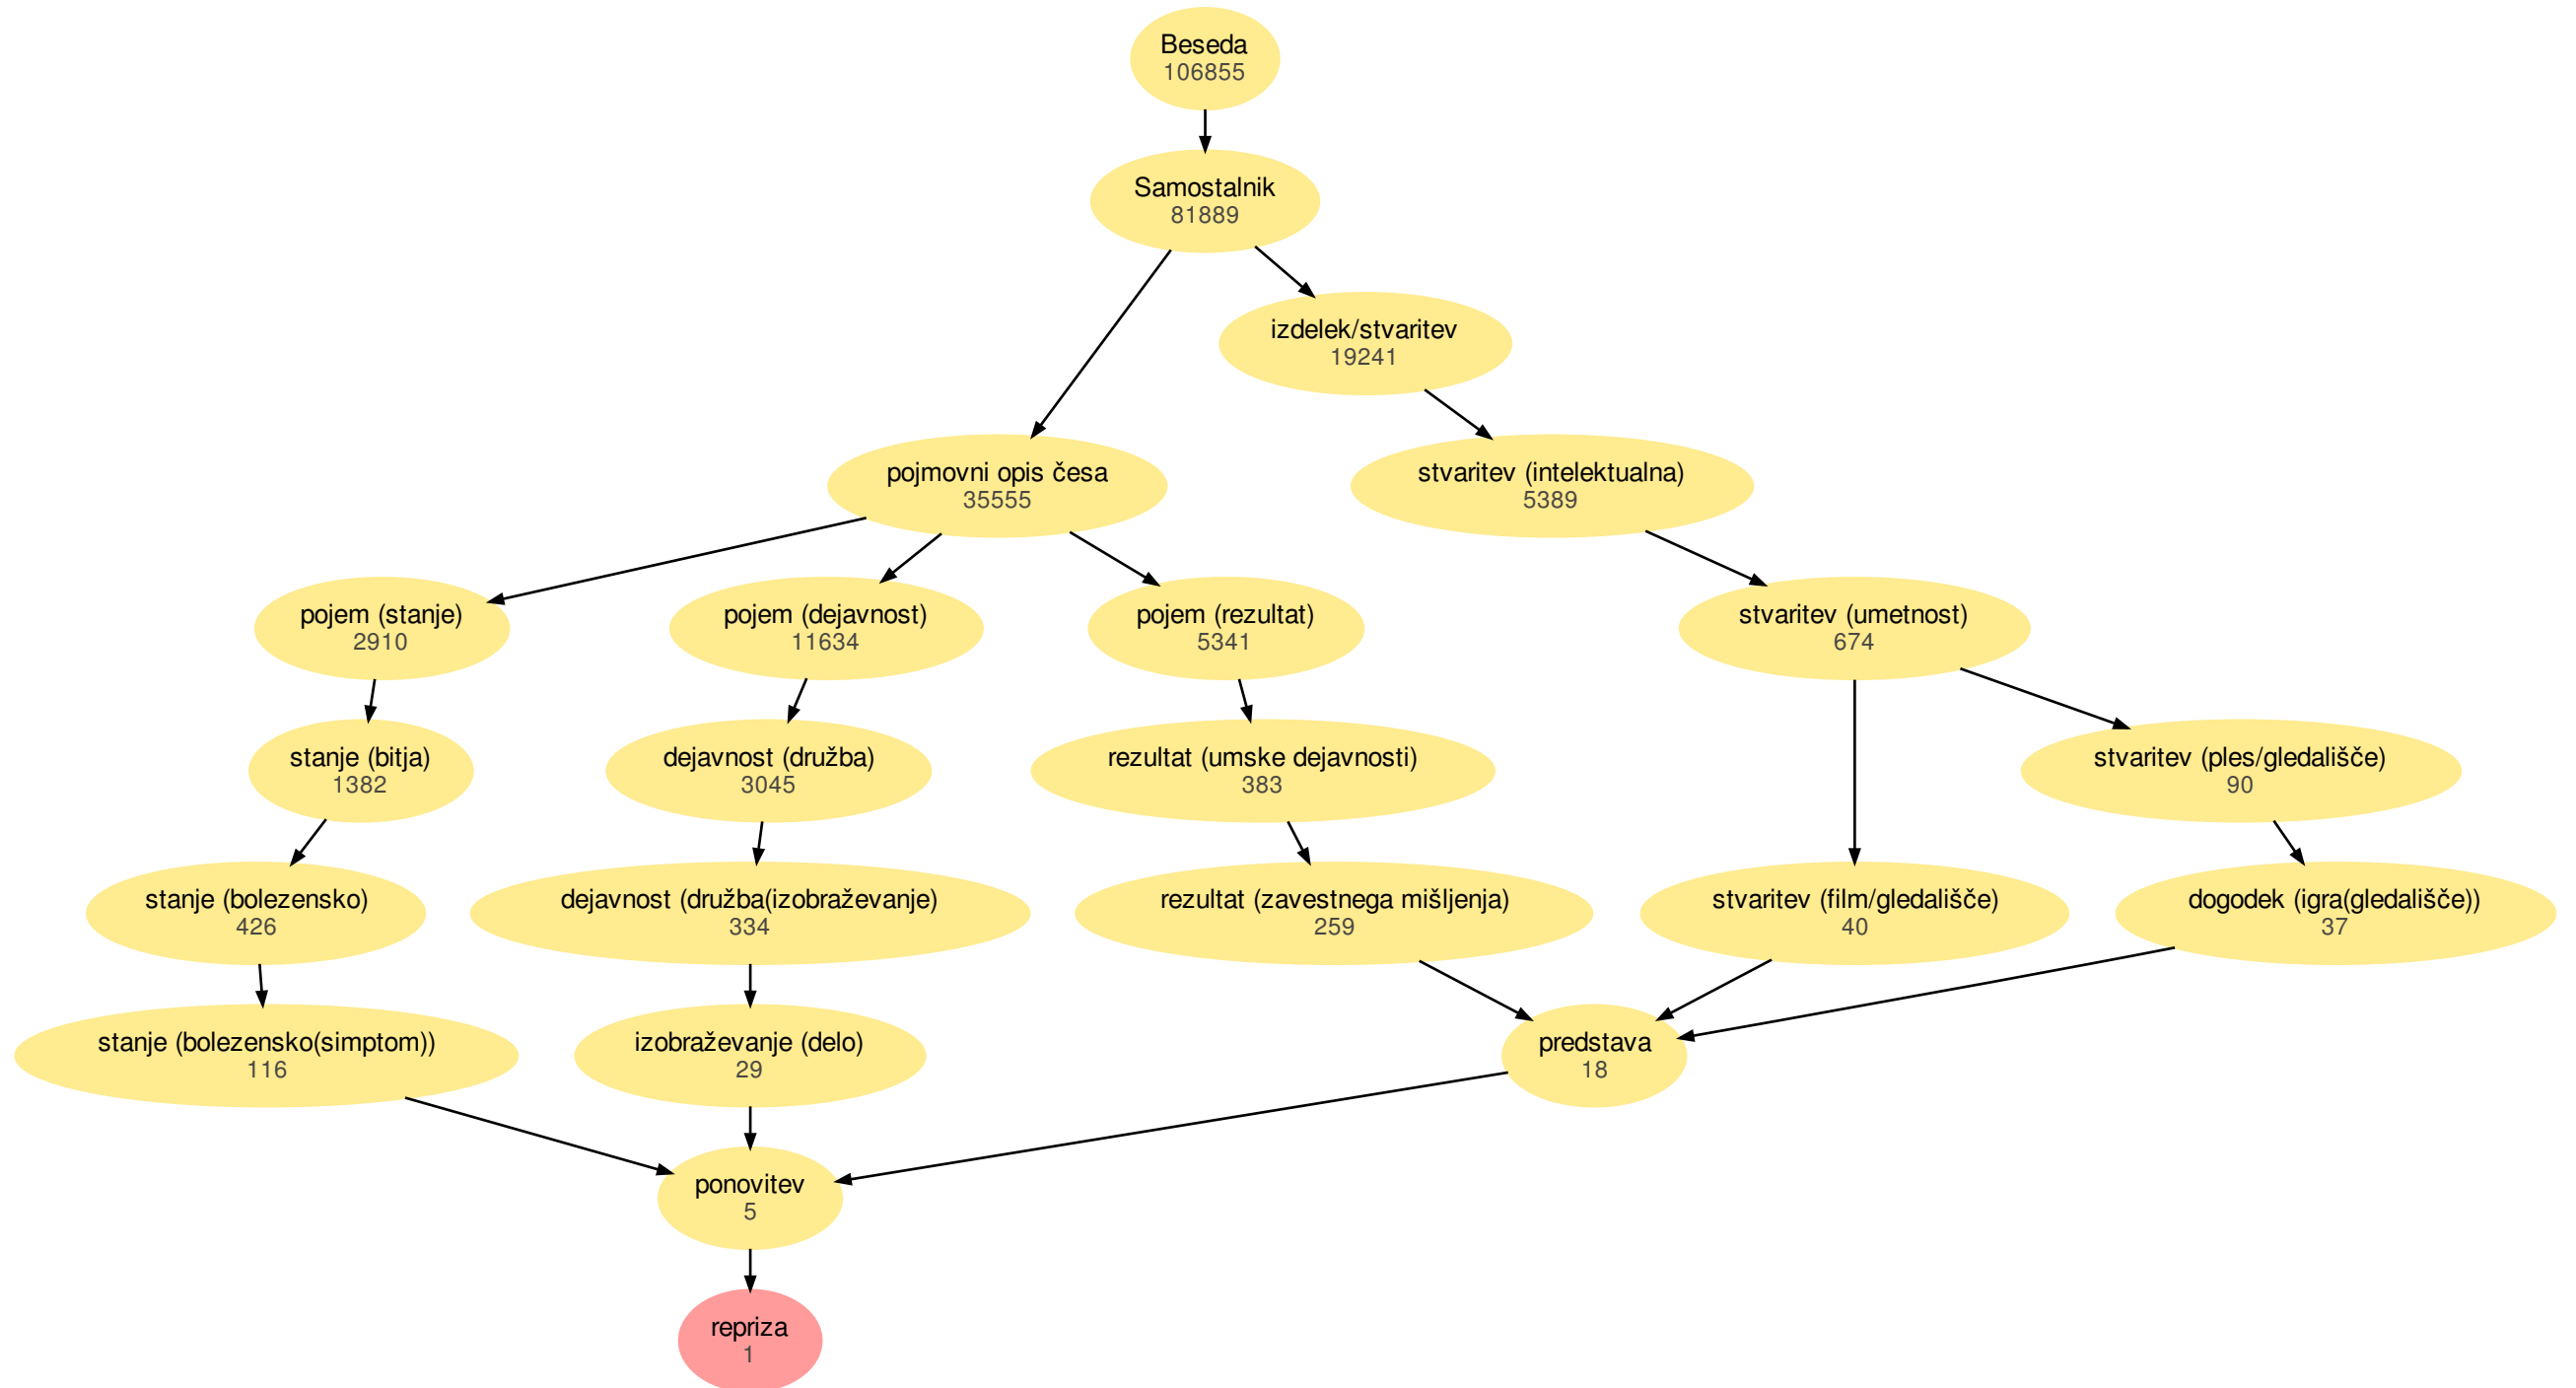 Beseda
106855
Samostalnik
81889
izdelek/stvaritev
19241
pojmovni opis česa
35555
stvaritev (intelektualna)
5389
pojem (stanje)
2910
pojem (dejavnost)
11634
pojem (rezultat)
5341
stvaritev (umetnost)
674
stanje (bitja)
1382
dejavnost (družba)
3045
rezultat (umske dejavnosti)
383
stvaritev (ples/gledališče)
90
stanje (bolezensko)
426
dejavnost (družba(izobraževanje)
334
rezultat (zavestnega mišljenja)
259
stvaritev (film/gledališče)
40
dogodek (igra(gledališče))
37
stanje (bolezensko(simptom))
116
izobraževanje (delo)
29
predstava
18
ponovitev
5
repriza
1